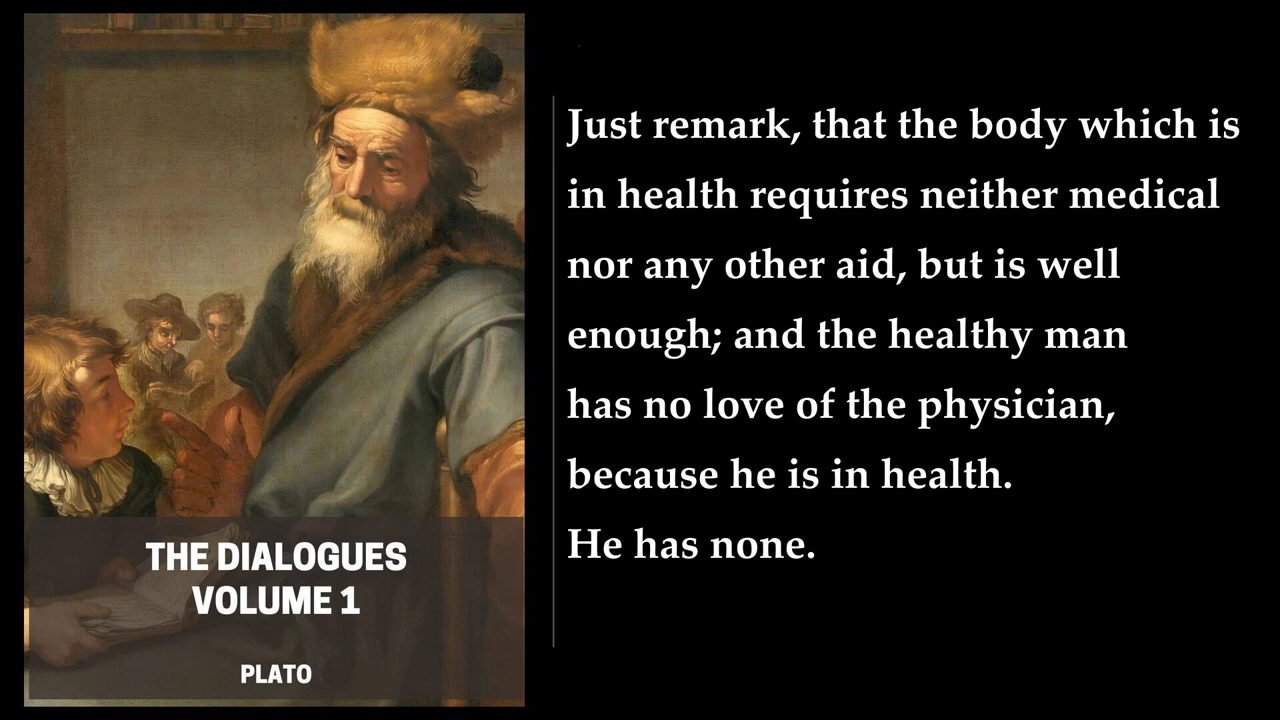 THE DIALOGUES
VOLUME 1
PLATO
Just remark, that the body which is
in health requires neither medical
nor any other aid, but is well
enough; and the healthy man
has no love of the physician,
because he is in health.
He has none.